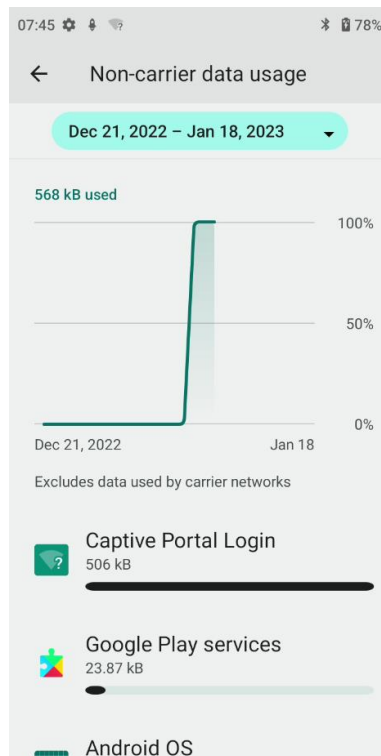 07:45 78%
Non-carrier data usage
Dec 21, 2022 – Jan 18, 2023
568 kB used
100%
50%
0%
Dec 21, 2022 Jan 18
Excludes data used by carrier networks
?
Captive Portal Login
506 kB
Google Play services
23.87 kB
Android OS